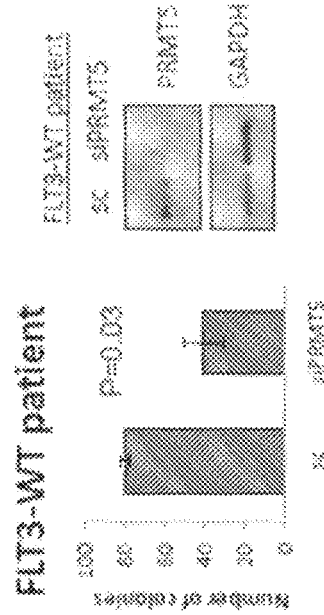 FLT3-WT patient
P=0.03
Number of colonies
100
80
60
40
20
0
sc siPRMT5
FLT3-WT patient
sc siPRMT5
PRMT5
GAPDH